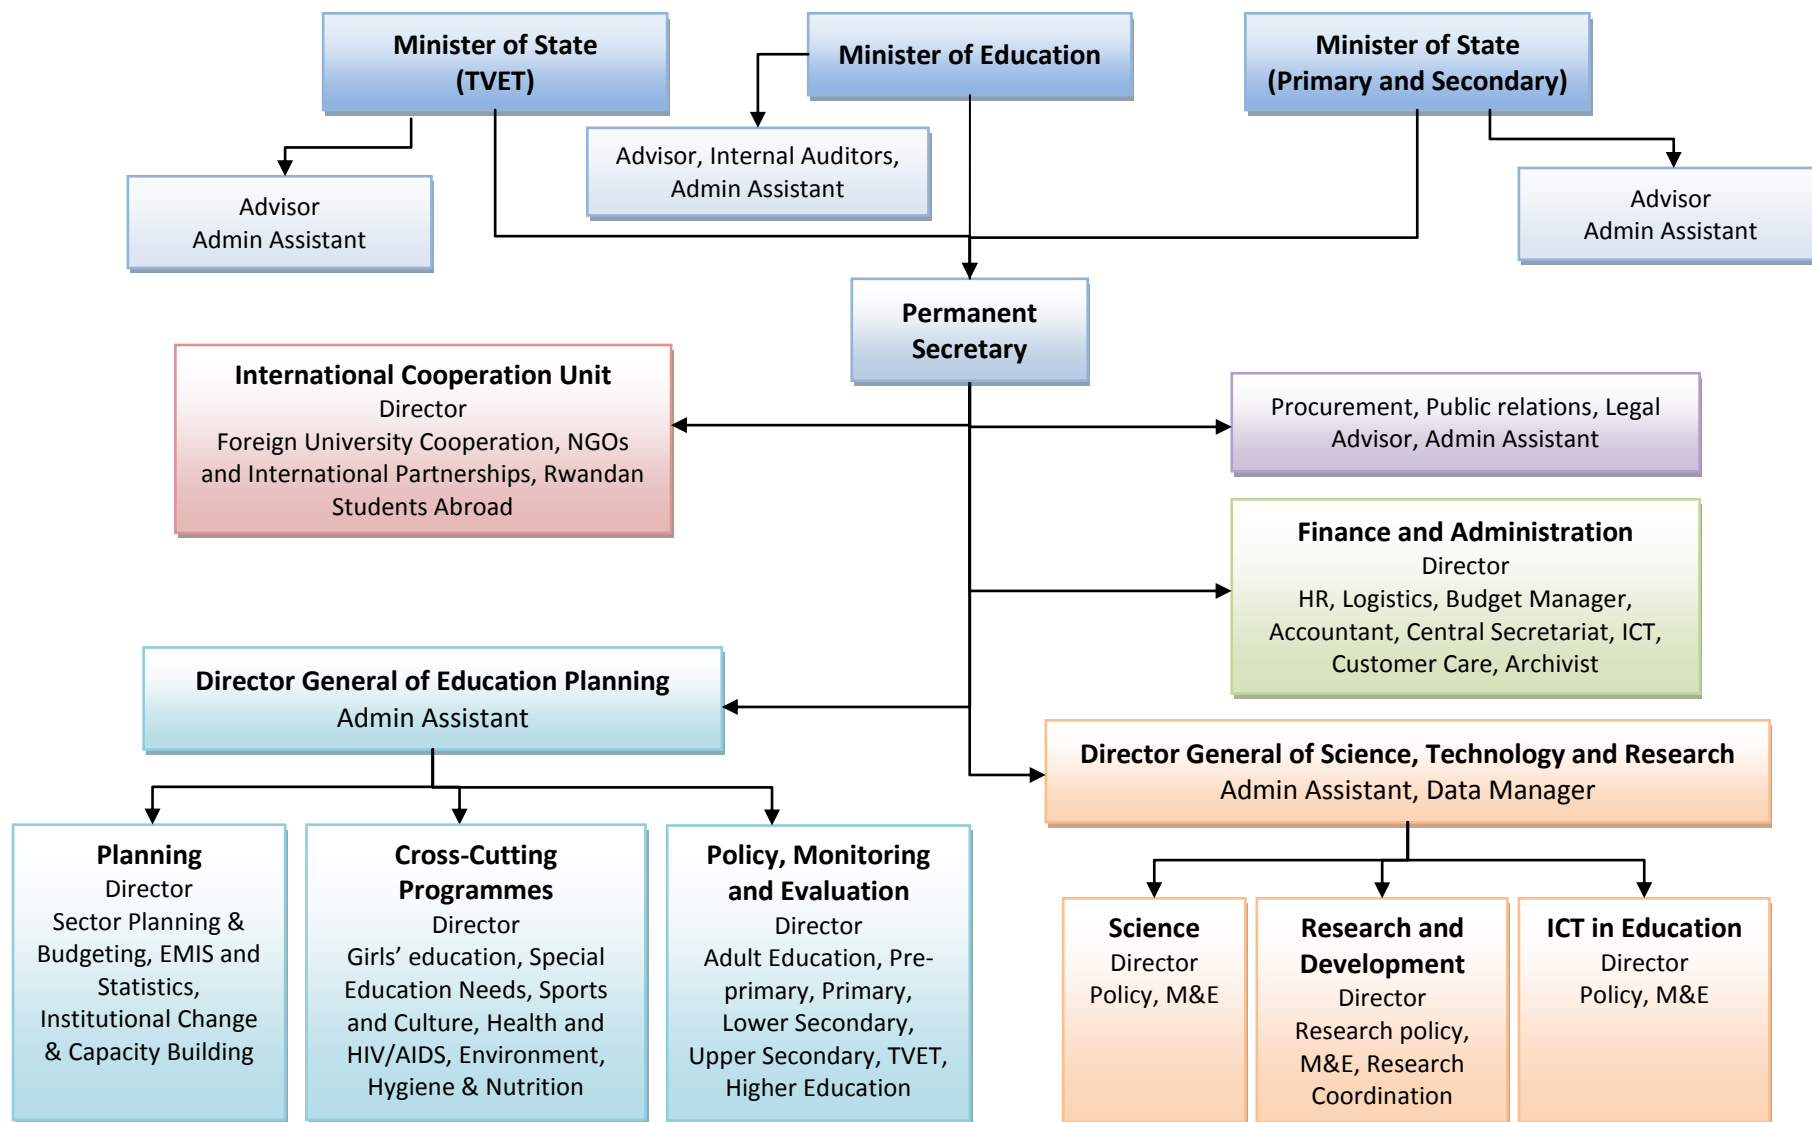 Minister of State
(TVET)
Minister of Education
Minister of State
(Primary and Secondary)
Advisor
Admin Assistant
Advisor, Internal Auditors,
Admin Assistant
Advisor
Admin Assistant
Permanent
Secretary
International Cooperation Unit
Director
Foreign University Cooperation, NGOs
and International Partnerships, Rwandan
Students Abroad
Procurement, Public relations, Legal
Advisor, Admin Assistant
Finance and Administration
Director
HR, Logistics, Budget Manager,
Accountant, Central Secretariat, ICT,
Customer Care, Archivist
Director General of Education Planning
Admin Assistant
Director General of Science, Technology and Research
Admin Assistant, Data Manager
Planning
Director
Sector Planning &
Budgeting, EMIS and
Statistics,
Institutional Change
& Capacity Building
Cross-Cutting
Programmes
Director
Girls’ education, Special
Education Needs, Sports
and Culture, Health and
HIV/AIDS, Environment,
Hygiene & Nutrition
Policy, Monitoring
and Evaluation
Director
Adult Education, Pre-
primary, Primary,
Lower Secondary,
Upper Secondary, TVET,
Higher Education
Science
Director
Policy, M&E
Research and
Development
Director
Research policy,
M&E, Research
Coordination
ICT in Education
Director
Policy, M&E